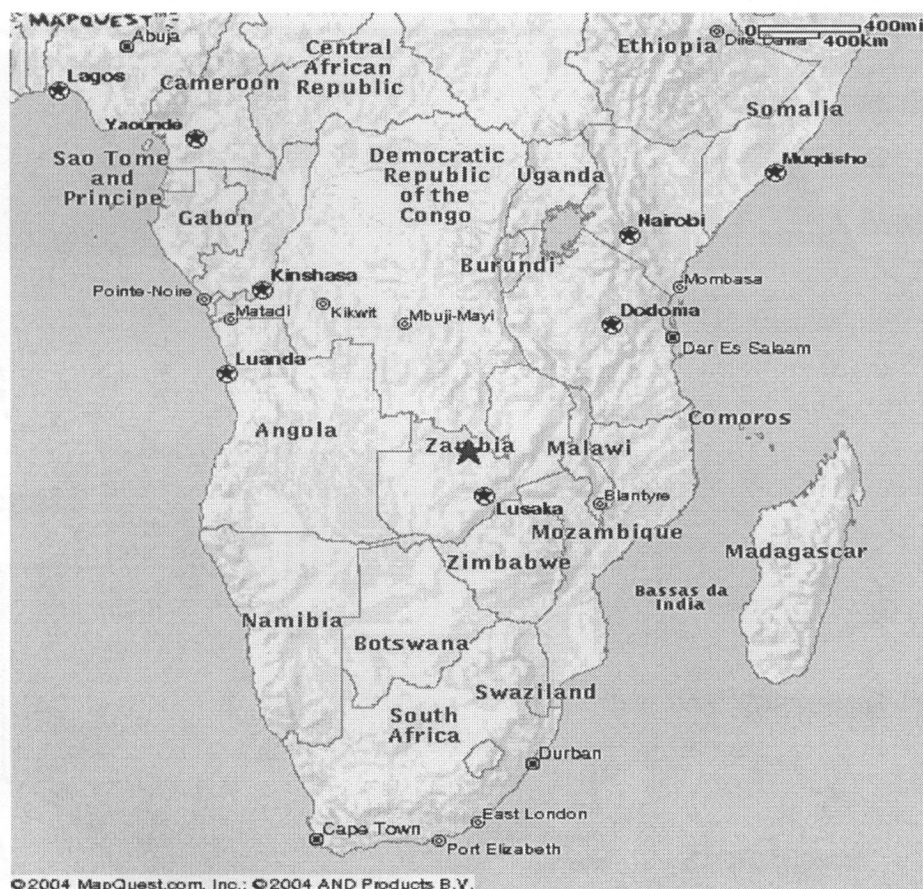 MAPQUEST
0 400mi
400km
Abuja
Lagos
Cameroon
Central
African
Republic
Ethiopia
Dire Dawa
Somalia
Yaounde
Sao Tome
and
Principe
Democratic
Republic
of the
Congo
Uganda
Muqdisho
Gabon
Nairobi
Burundi
Kinshasa
Pointe-Noire
Matadi
Kikwit
Mbuji-Mayi
Mombasa
Dodoma
Dar Es Salaam
Luanda
Angola
Zambia
Malawi
Comoros
Lusaka
Blantyre
Mozambique
Zimbabwe
Madagascar
Bassas da
India
Namibia
Botswana
Swaziland
South
Africa
Durban
East London
Cape Town
Port Elizabeth
©2004 MapQuest.com, Inc.; ©2004 AND Products B.V.